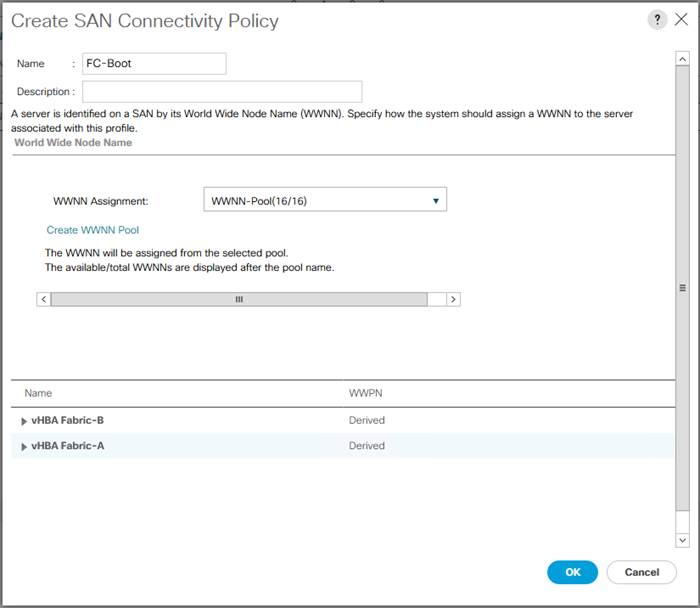 Create SAN Connectivity Policy
? X
Name : FC-Boot
Description :
A server is identified on a SAN by its World Wide Node Name (WWNN). Specify how the system should assign a WWNN to the server
associated with this profile.
World Wide Node Name
WWNN Assignment: WWNN-Pool(16/16)
Create WWNN Pool
The WWNN will be assigned from the selected pool.
The available/total WWNNs are displayed after the pool name.
Name WWPN
vHBA Fabric-B Derived
vHBA Fabric-A Derived
OK Cancel